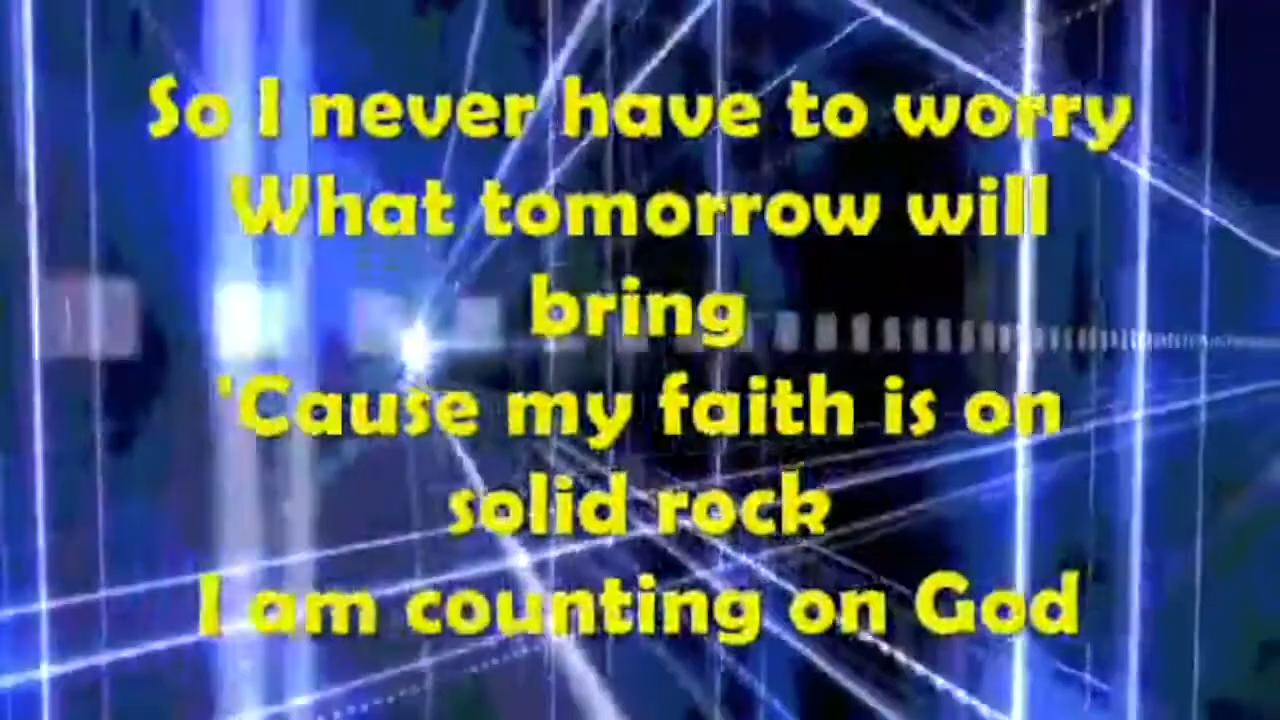 So I never have to worry
What tomorrow will
bring
'Cause my faith is on
solid rock
I am counting on God